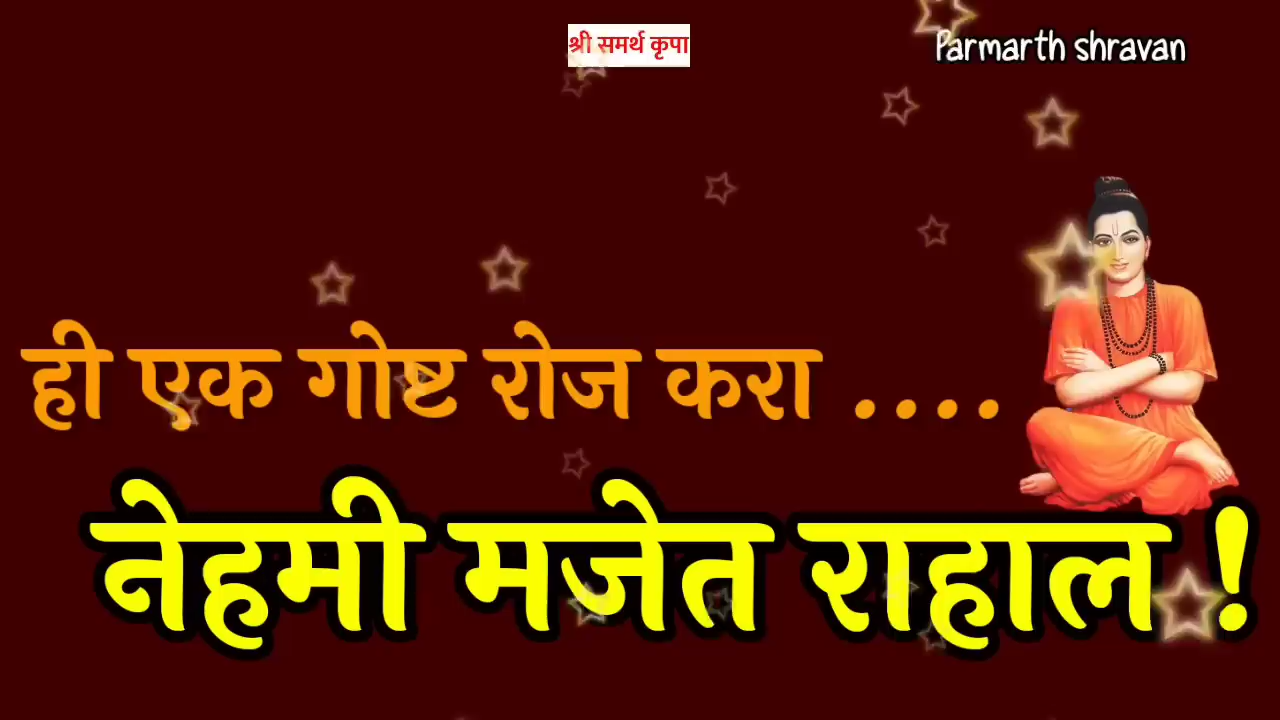 श्री समर्थ कृपा
Parmarth shravan
ही एक गोष्ट रोज करा ....
नेहमी मजेत राहाल !